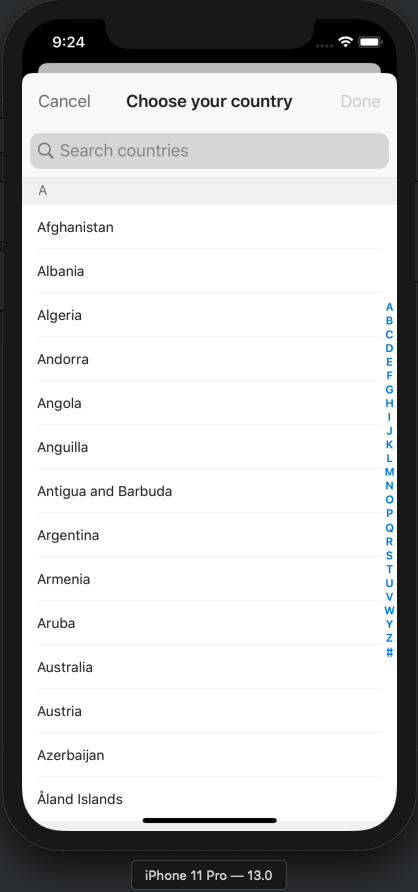 9:24
Cancel Choose your country Done
Search countries
A
Afghanistan
Albania
Algeria
Andorra
Angola
Anguilla
Antigua and Barbuda
Argentina
Armenia
Aruba
Australia
Austria
Azerbaijan
Åland Islands
A
B
C
D
E
F
G
H
I
J
K
L
M
N
O
P
Q
R
S
T
U
V
W
Y
Z
#
iPhone 11 Pro — 13.0